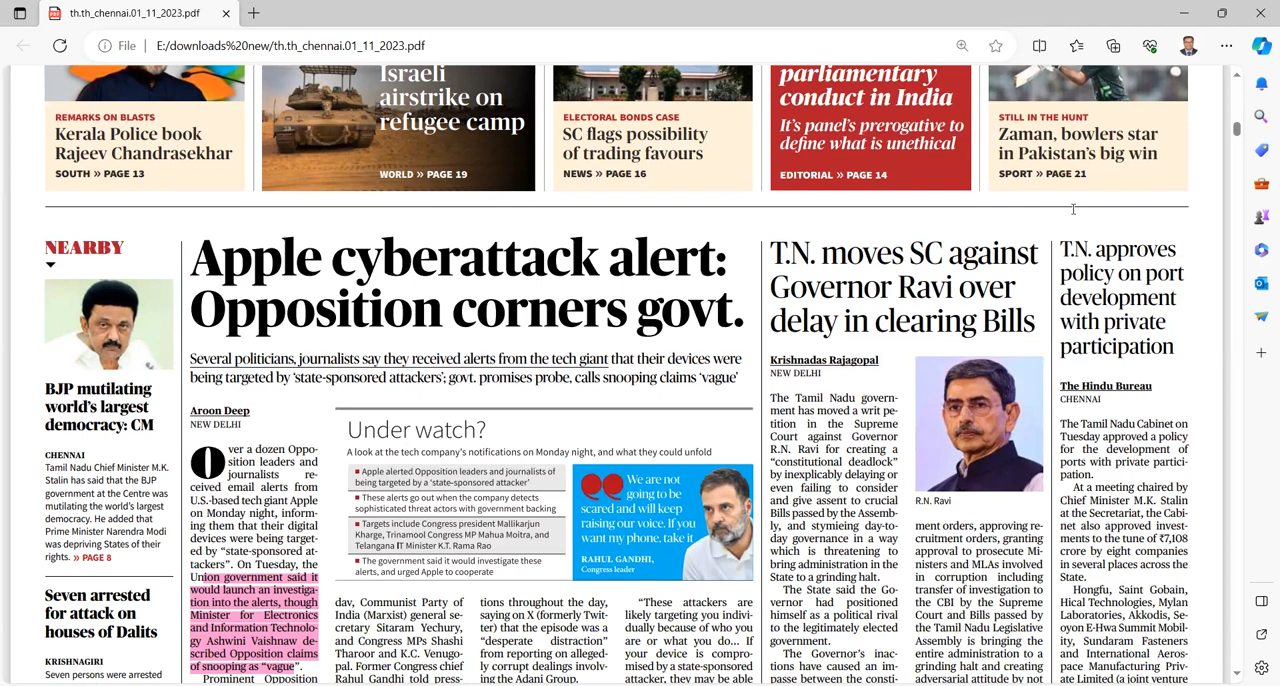 th.th_chennai.01_11_2023.pdf
File
E:/downloads%20new/th.th_chennai.01_11_2023.pdf
REMARKS ON BLASTS
Kerala Police book
Rajeev Chandrasekhar
SOUTH » PAGE 13
Israeli
airstrike on
refugee camp
WORLD » PAGE 19
ELECTORAL BONDS CASE
SC flags possibility
of trading favours
NEWS » PAGE 16
parliamentary
conduct in India
It's panel's prerogative to
define what is unethical
EDITORIAL » PAGE 14
STILL IN THE HUNT
Zaman, bowlers star
in Pakistan's big win
SPORT » PAGE 21
NEARBY
BJP mutilating
world's largest
democracy: CM
CHENNAI
Tamil Nadu Chief Minister M.K.
Stalin has said that the BJP
government at the Centre was
mutilating the world's largest
democracy. He added that
Prime Minister Narendra Modi
was depriving States of their
rights. » PAGE 8
Seven arrested
for attack on
houses of Dalits
KRISHNAGIRI
Seven persons were arrested
Apple cyberattack alert:
Opposition corners govt.
Several politicians, journalists say they received alerts from the tech giant that their devices were
being targeted by 'state-sponsored attackers'; govt. promises probe, calls snooping claims 'vague'
Aroon Deep
NEW DELHI
Over a dozen Oppo-
sition leaders and
journalists re-
ceived email alerts from
U.S.-based tech giant Apple
on Monday night, inform-
ing them that their digital
devices were being target-
ed by "state-sponsored at-
tackers". On Tuesday, the
Union government said it
would launch an investiga-
tion into the alerts, though
Minister for Electronics
and Information Technolo-
gy Ashwini Vaishnaw de-
scribed Opposition claims
of snooping as "vague".
Prominent Opposition
Under watch?
A look at the tech company's notifications on Monday night, and what they could unfold
Apple alerted Opposition leaders and journalists of
being targeted by a 'state-sponsored attacker'
These alerts go out when the company detects
sophisticated threat actors with government backing
Targets include Congress president Mallikarjun
Kharge, Trinamool Congress MP Mahua Moitra, and
Telangana IT Minister K.T. Rama Rao
The government said it would investigate these
alerts, and urged Apple to cooperate
We are not
going to be
scared and will keep
raising our voice. If you
want my phone, take it
RAHUL GANDHI,
Congress leader
day, Communist Party of
India (Marxist) general se-
cretary Sitaram Yechury,
and Congress MPs Shashi
Tharoor and K.C. Venugo-
pal. Former Congress chief
Rahul Gandhi told press-
tions throughout the day,
saying on X (formerly Twit-
ter) that the episode was a
"desperate distraction"
from reporting on alleged-
ly corrupt dealings involv-
ing the Adani Group.
"These attackers are
likely targeting you indivi-
dually because of who you
are or what you do... If
your device is compro-
mised by a state-sponsored
attacker, they may be able
T.N. moves SC against
Governor Ravi over
delay in clearing Bills
Krishnadas Rajagopal
NEW DELHI
The Tamil Nadu govern-
ment has moved a writ pe-
tition in the Supreme
Court against Governor
R.N. Ravi for creating a
"constitutional deadlock"
by inexplicably delaying or
even failing to consider
and give assent to crucial
Bills passed by the Assemb-
ly, and stymieing day-to-
day governance in a way
which is threatening to
bring administration in the
State to a grinding halt.
The State said the Go-
vernor had positioned
himself as a political rival
to the legitimately elected
government.
The Governor's inac-
tions have caused an im-
passe between the consti-
R.N. Ravi
ment orders, approving re-
cruitment orders, granting
approval to prosecute Mi-
nisters and MLAs involved
in corruption including
transfer of investigation to
the CBI by the Supreme
Court and Bills passed by
the Tamil Nadu Legislative
Assembly is bringing the
entire administration to a
grinding halt and creating
adversarial attitude by not
T.N. approves
policy on port
development
with private
participation
The Hindu Bureau
CHENNAI
The Tamil Nadu Cabinet on
Tuesday approved a policy
for the development of
ports with private partici-
pation.
At a meeting chaired by
Chief Minister M.K. Stalin
at the Secretariat, the Cabi-
net also approved invest-
ments to the tune of ₹7,108
crore by eight companies
in several places across the
State.
Hongfu, Saint Gobain,
Hical Technologies, Mylan
Laboratories, Akkodis, Se-
oyon E-Hwa Summit Mobil-
ity, Sundaram Fasteners
and International Aeros-
pace Manufacturing Priv-
ate Limited (a joint venture